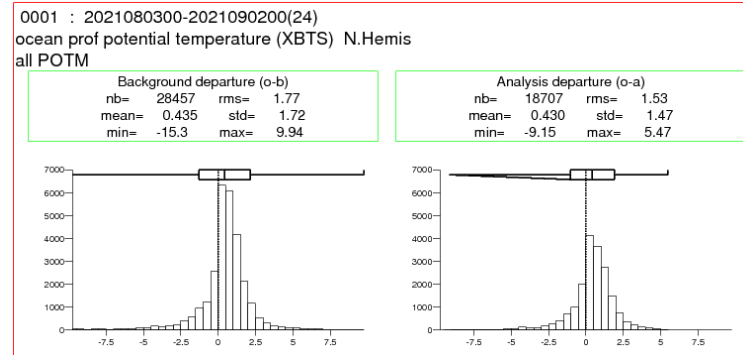 0001 : 2021080300-2021090200(24)
ocean prof potential temperature (XBTS) N.Hemis
all POTM
Background departure (o-b)
nb= 28457 rms= 1.77
mean= 0.435 std= 1.72
min= -15.3 max= 9.94
Analysis departure (o-a)
nb= 18707 rms= 1.53
mean= 0.430 std= 1.47
min= -9.15 max= 5.47
7000
6000
5000
4000
3000
2000
1000
0
-7.5 -5 -2.5 0 2.5 5 7.5
7000
6000
5000
4000
3000
2000
1000
0
-7.5 -5 -2.5 0 2.5 5 7.5